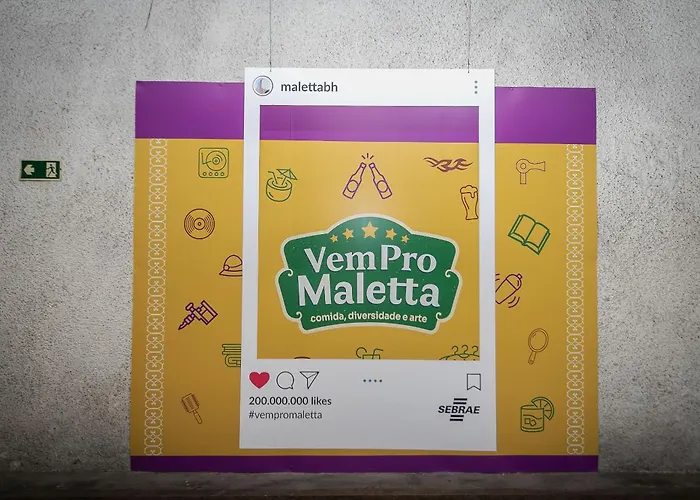 malettabh
VemPro
Maletta
comida, diversidade e arte
200.000.000 likes
#vempromaletta
SEBRAE